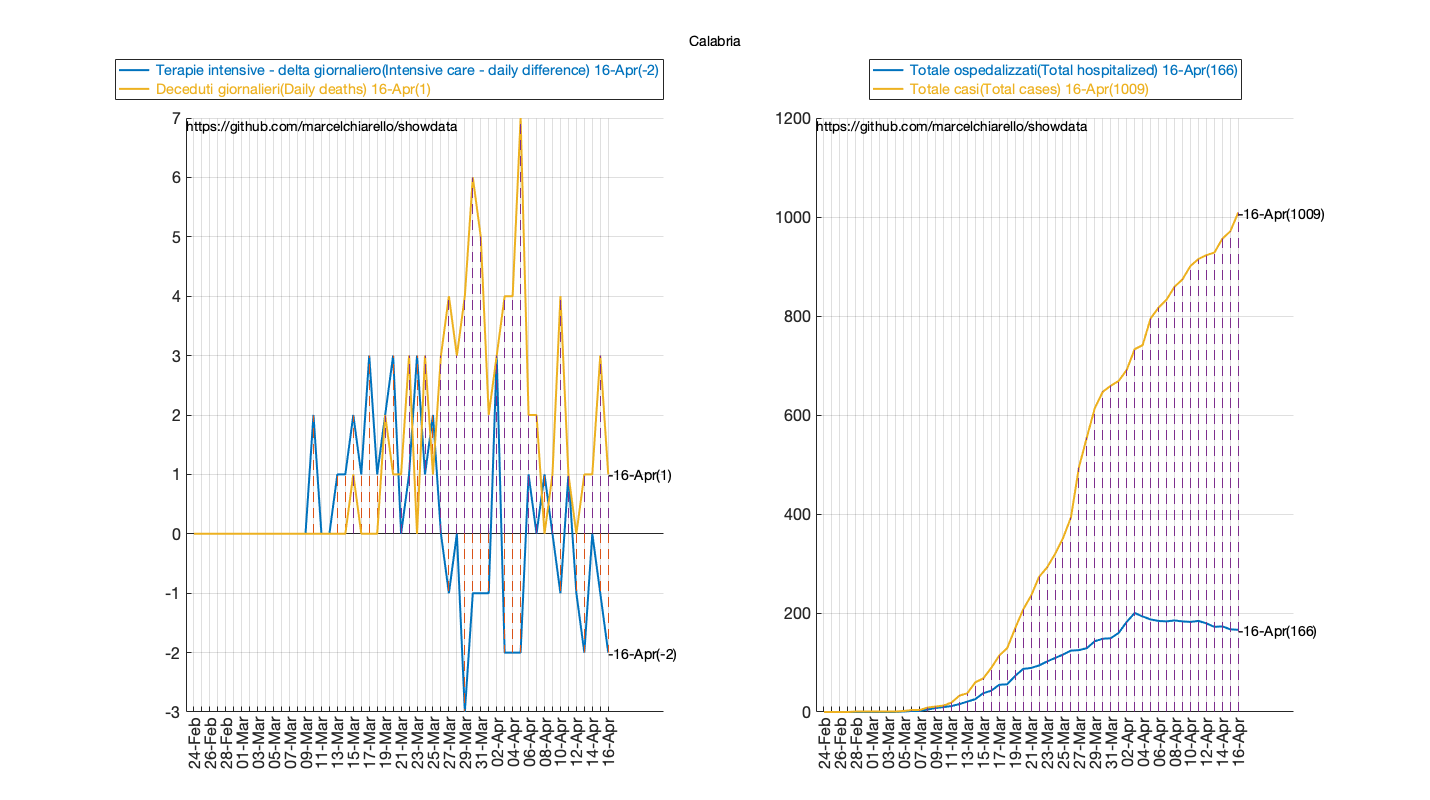 Calabria
Terapie intensive - delta giornaliero(Intensive care - daily difference) 16-Apr(-2)
Deceduti giornalieri(Daily deaths) 16-Apr(1)
https://github.com/marcelchiarello/showdata
7
6
5
4
3
2
1
0
-1
-2
-3
-16-Apr(1)
-16-Apr(-2)
24-Feb
26-Feb
28-Feb
01-Mar
03-Mar
05-Mar
07-Mar
09-Mar
11-Mar
13-Mar
15-Mar
17-Mar
19-Mar
21-Mar
23-Mar
25-Mar
27-Mar
29-Mar
31-Mar
02-Apr
04-Apr
06-Apr
08-Apr
10-Apr
12-Apr
14-Apr
16-Apr
Totale ospedalizzati(Total hospitalized) 16-Apr(166)
Totale casi(Total cases) 16-Apr(1009)
https://github.com/marcelchiarello/showdata
1200
1000
800
600
400
200
0
-16-Apr(1009)
-16-Apr(166)
24-Feb
26-Feb
28-Feb
01-Mar
03-Mar
05-Mar
07-Mar
09-Mar
11-Mar
13-Mar
15-Mar
17-Mar
19-Mar
21-Mar
23-Mar
25-Mar
27-Mar
29-Mar
31-Mar
02-Apr
04-Apr
06-Apr
08-Apr
10-Apr
12-Apr
14-Apr
16-Apr